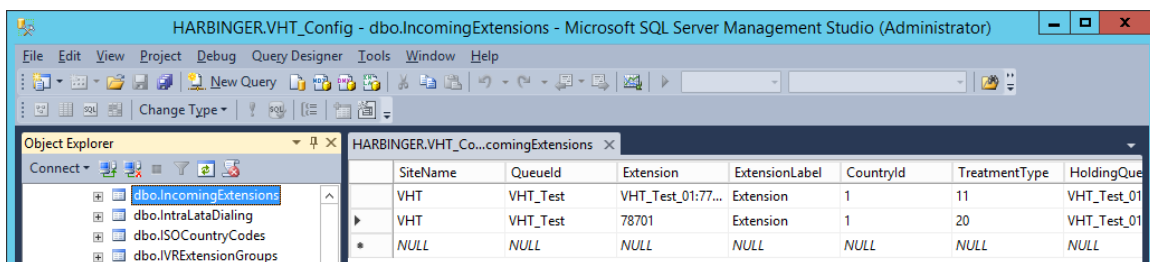 HARBINGER.VHT_Config - dbo.IncomingExtensions - Microsoft SQL Server Management Studio (Administrator)
File Edit View Project Debug Query Designer Tools Window Help
New Query
Change Type
Object Explorer
HARBINGER.VHT_Co...comingExtensions
Connect
SiteName QueueId Extension ExtensionLabel CountryId TreatmentType HoldingQue
dbo.IncomingExtensions
VHT VHT_Test VHT_Test_01:77... Extension 1 11 VHT_Test_01
dbo.IntraLataDialing
VHT VHT_Test 78701 Extension 1 20 VHT_Test_01
dbo.ISOCountryCodes
NULL NULL NULL NULL NULL NULL NULL
dbo.IVRExtensionGroups